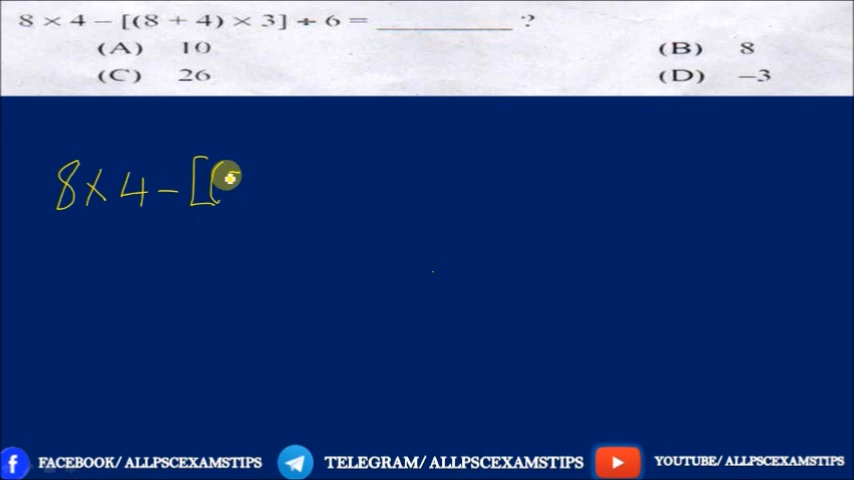 8 × 4 − [(8 + 4) × 3] ÷ 6 = __________ ?
(A) 10 (B) 8
(C) 26 (D) −3
8 × 4 − [(
FACEBOOK/ ALLPSCEXAMSTIPS TELEGRAM/ ALLPSCEXAMSTIPS YOUTUBE/ ALLPSCEXAMSTIPS